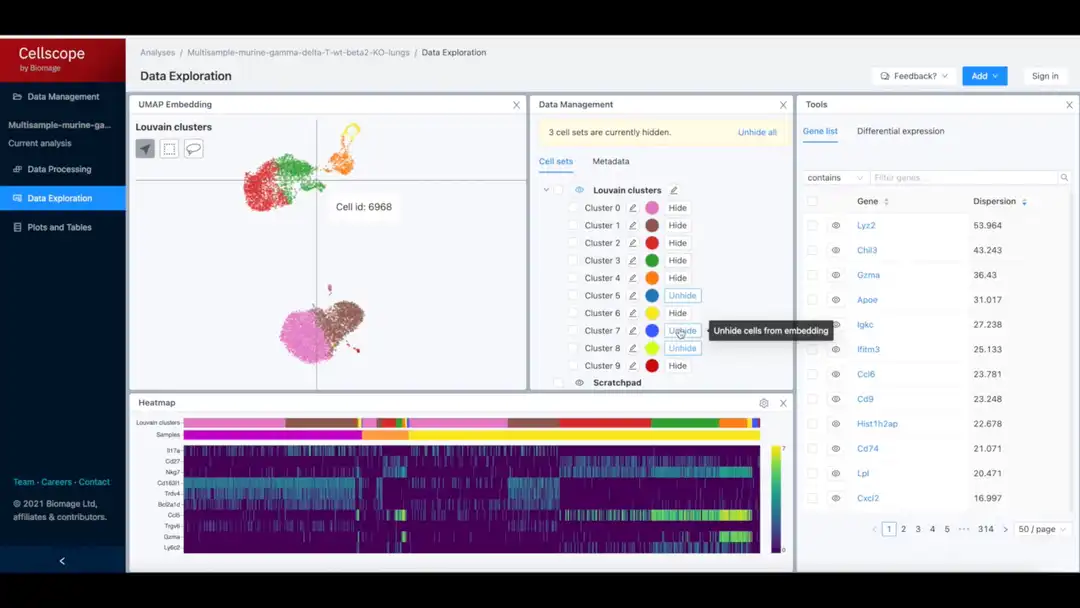 Cellscope
by Biomage
Data Management
Multisample-murine-ga...
Current analysis
Data Processing
Data Exploration
Plots and Tables
Team · Careers · Contact
© 2021 Biomage Ltd,
affiliates & contributors.
Analyses / Multisample-murine-gamma-delta-T-wt-beta2-KO-lungs / Data Exploration
Data Exploration
Feedback?
Add
Sign in
UMAP Embedding
Louvain clusters
Cell id: 6968
Data Management
3 cell sets are currently hidden.
Unhide all
Cell sets
Metadata
Louvain clusters
Cluster 0 Hide
Cluster 1 Hide
Cluster 2 Hide
Cluster 3 Hide
Cluster 4 Hide
Cluster 5 Unhide
Cluster 6 Hide
Cluster 7 Unhide
Unhide cells from embedding
Cluster 8 Unhide
Cluster 9 Hide
Scratchpad
Tools
Gene list
Differential expression
contains
Filter genes...
Gene Dispersion
Lyz2 53.964
Chil3 43.243
Gzma 36.43
Apoe 31.017
Igkc 27.238
Ifitm3 25.133
Ccl6 23.781
Cd9 23.248
Hist1h2ap 22.678
Cd74 21.071
Lpl 20.471
Cxcl2 16.997
< 1 2 3 4 5 ••• 314 > 50 / page
Heatmap
Louvain clusters
Samples
Il17a
Cd27
Nkg7
Cd163l1
Trdv4
Bcl2a1d
Ccl5
Trgv6
Gzma
Ly6c2
7
0